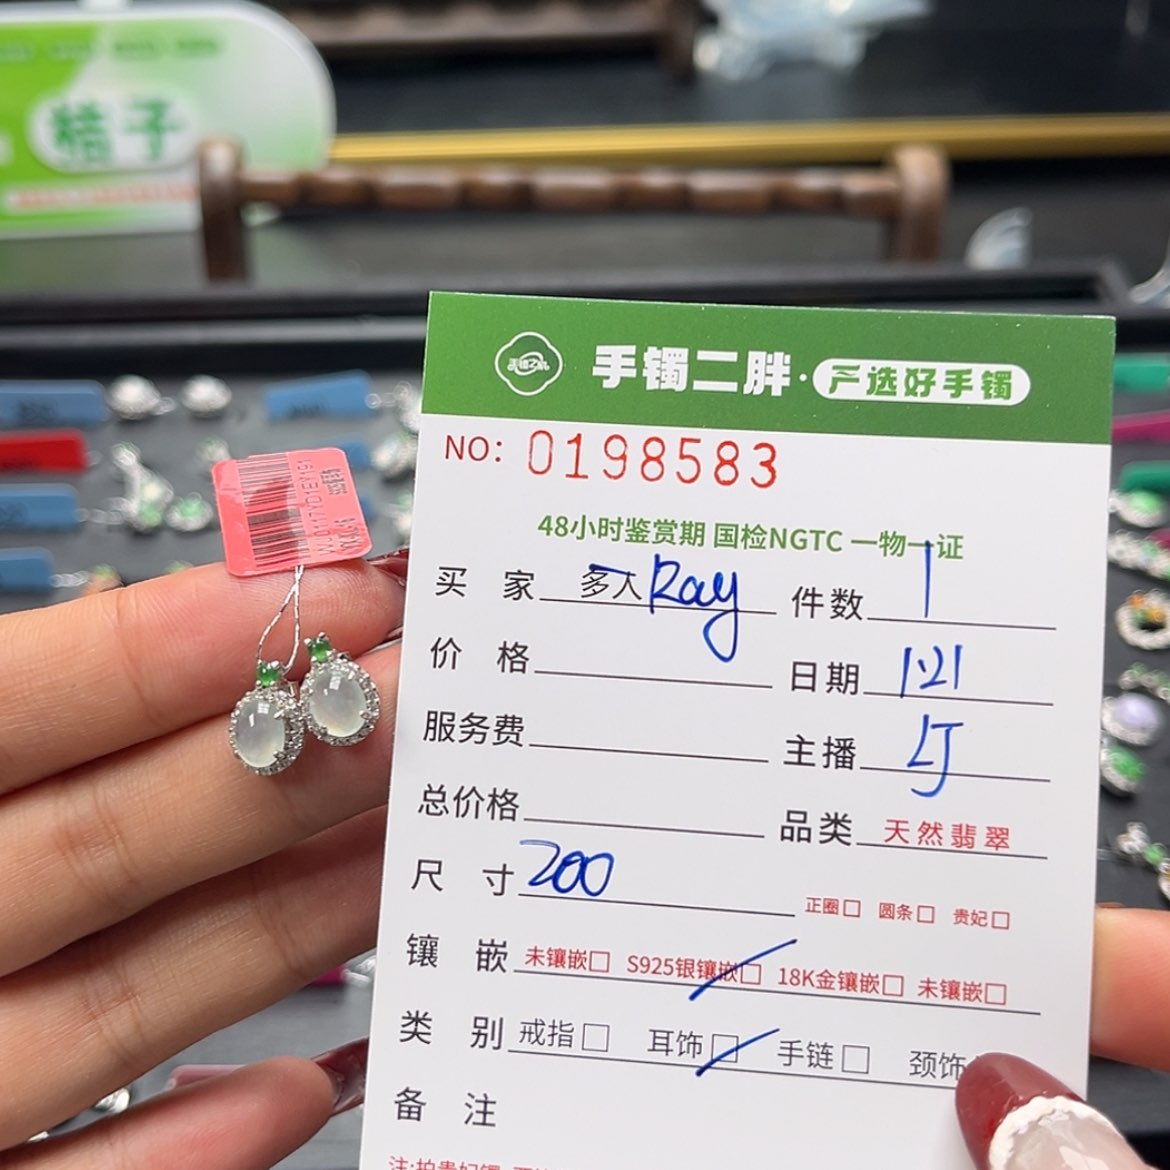 桔子
手镯二胖·严选好手镯
NO: 0198583
48小时鉴赏期 国检NGTC 一物一证
买 家 多人 Ray 件数 1
价 格 日期 1.21
服务费 主播 LJ
总价格 品类 天然翡翠
尺 寸 200 正圈□ 圆条□ 贵妃□
镶 嵌 未镶嵌□ S925银镶嵌□ 18K金镶嵌□ 未镶嵌□
类 别 戒指□ 耳饰□ 手链□ 颈饰
备 注